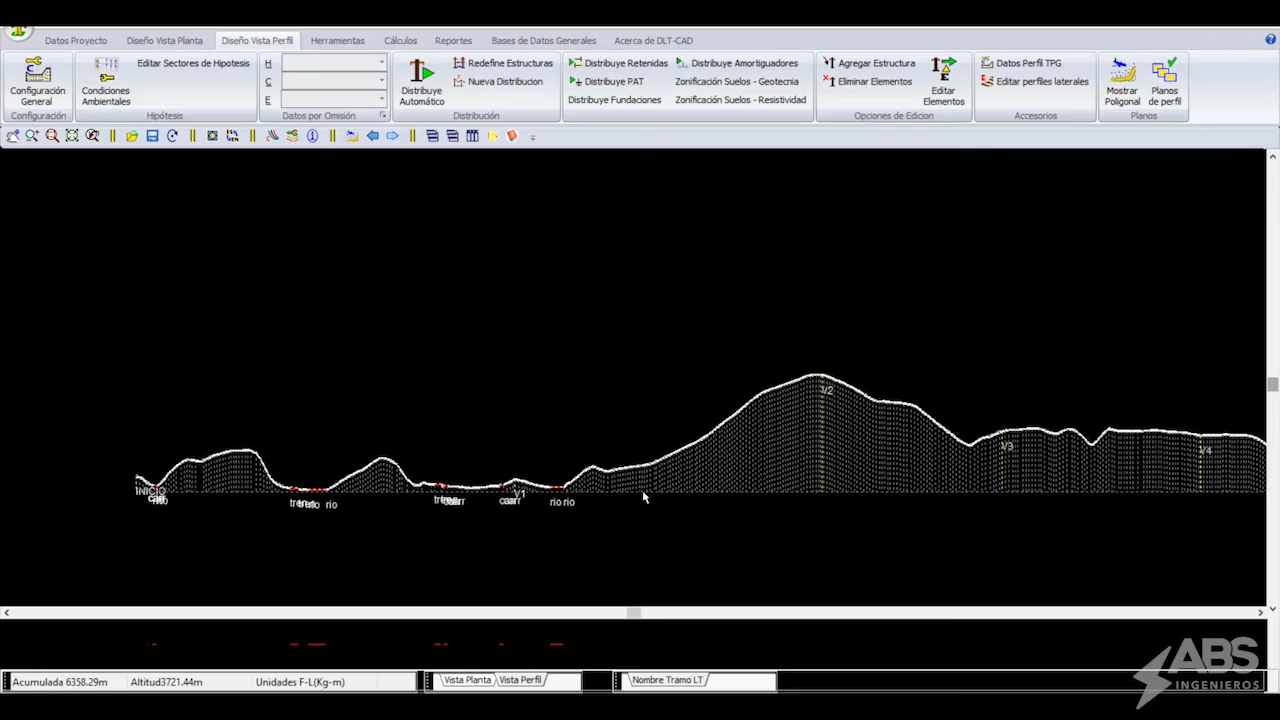 Datos Proyecto Diseño Vista Planta Diseño Vista Perfil Herramientas Cálculos Reportes Bases de Datos Generales Acerca de DLT-CAD
Configuración General
Configuración
Condiciones Ambientales
Editar Sectores de Hipotesis
Hipótesis
H
C
E
Datos por Omisión
Distribuye Automático
Redefine Estructuras
Nueva Distribucion
Distribución
Distribuye Retenidas Distribuye Amortiguadores
Distribuye PAT Zonificación Suelos - Geotecnia
Distribuye Fundaciones Zonificación Suelos - Resistividad
Agregar Estructura
Eliminar Elementos
Editar Elementos
Opciones de Edicion
Datos Perfil TPG
Editar perfiles laterales
Accesorios
Mostrar Poligonal
Planos de perfil
Planos
V2
V3
V4
INICIO
V1
rio
carr
rio rio
Acumulada 6358.29m Altitud3721.44m Unidades F-L(Kg-m) Vista Planta Vista Perfil Nombre Tramo LT
ABS
INGENIEROS